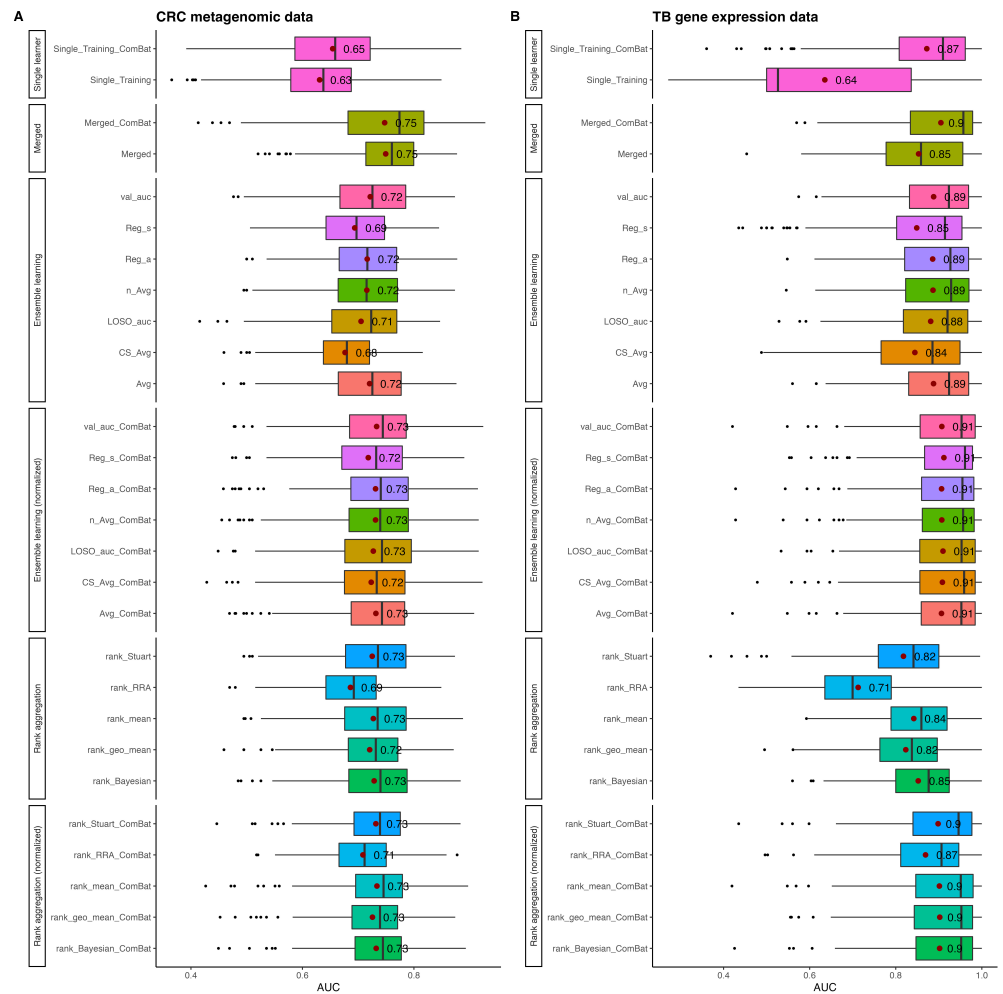 A
CRC metagenomic data
Single learner
Single_Training_ComBat
0.65
Single_Training
0.63
Merged
Merged_ComBat
0.75
Merged
0.75
Ensemble learning
val_auc
0.72
Reg_s
0.69
Reg_a
0.72
n_Avg
0.72
LOSO_auc
0.71
CS_Avg
0.68
Avg
0.72
Ensemble learning (normalized)
val_auc_ComBat
0.73
Reg_s_ComBat
0.72
Reg_a_ComBat
0.73
n_Avg_ComBat
0.73
LOSO_auc_ComBat
0.73
CS_Avg_ComBat
0.72
Avg_ComBat
0.73
Rank aggregation
rank_Stuart
0.73
rank_RRA
0.69
rank_mean
0.73
rank_geo_mean
0.72
rank_Bayesian
0.73
Rank aggregation (normalized)
rank_Stuart_ComBat
0.73
rank_RRA_ComBat
0.71
rank_mean_ComBat
0.73
rank_geo_mean_ComBat
0.73
rank_Bayesian_ComBat
0.73
0.4 0.6 0.8
AUC
B
TB gene expression data
Single learner
Single_Training_ComBat
0.87
Single_Training
0.64
Merged
Merged_ComBat
0.9
Merged
0.85
Ensemble learning
val_auc
0.89
Reg_s
0.85
Reg_a
0.89
n_Avg
0.89
LOSO_auc
0.88
CS_Avg
0.84
Avg
0.89
Ensemble learning (normalized)
val_auc_ComBat
0.91
Reg_s_ComBat
0.91
Reg_a_ComBat
0.91
n_Avg_ComBat
0.91
LOSO_auc_ComBat
0.91
CS_Avg_ComBat
0.91
Avg_ComBat
0.91
Rank aggregation
rank_Stuart
0.82
rank_RRA
0.71
rank_mean
0.84
rank_geo_mean
0.82
rank_Bayesian
0.85
Rank aggregation (normalized)
rank_Stuart_ComBat
0.9
rank_RRA_ComBat
0.87
rank_mean_ComBat
0.9
rank_geo_mean_ComBat
0.9
rank_Bayesian_ComBat
0.9
0.4 0.6 0.8 1.0
AUC